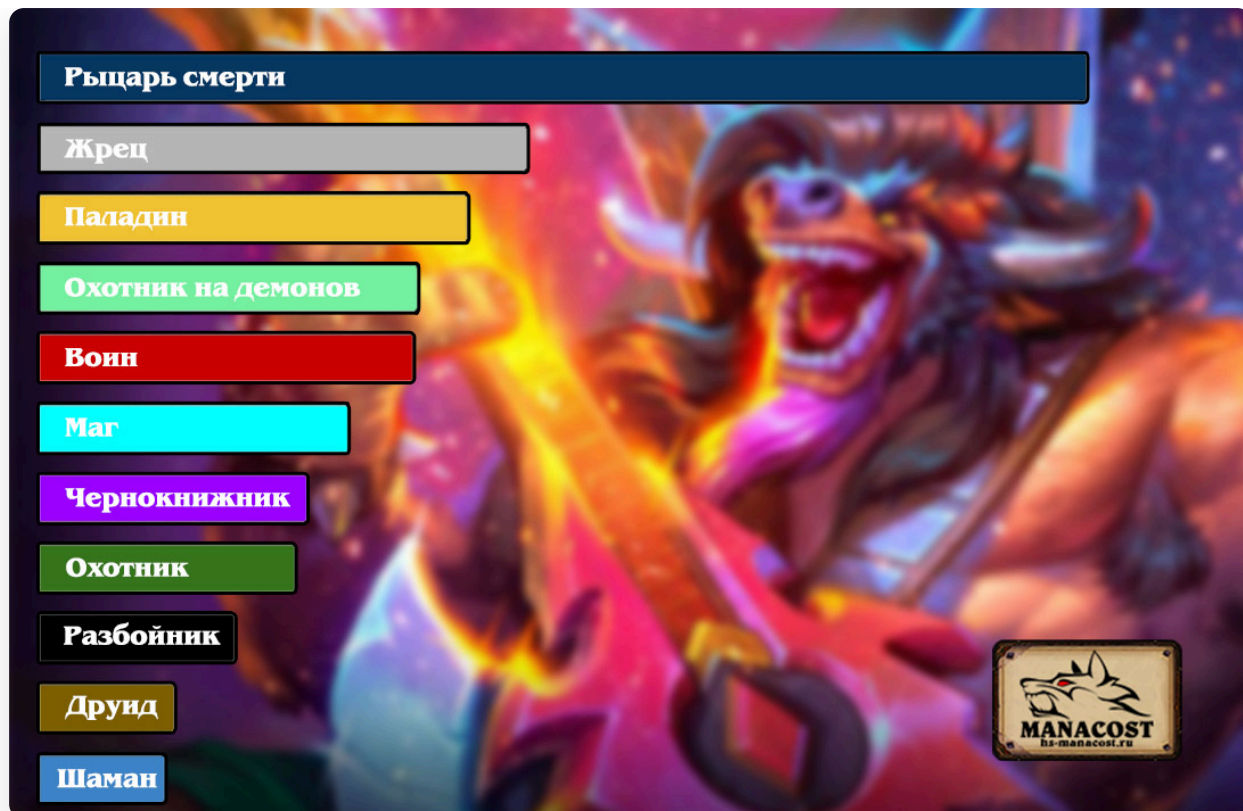 Рыцарь смерти
Жрец
Паладин
Охотник на демонов
Воин
Маг
Чернокнижник
Охотник
Разбойник
Друид
Шаман
MANACOST
hs-manacost.ru